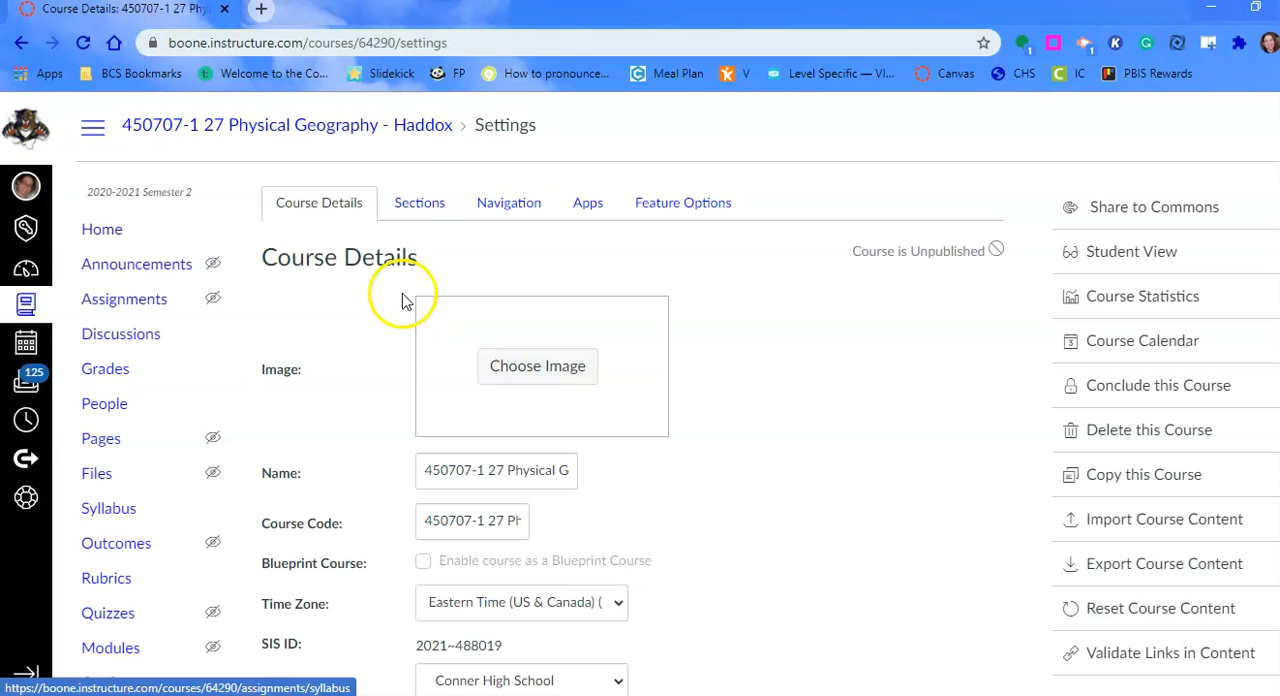 Course Details: 450707-1 27 Phy
boone.instructure.com/courses/64290/settings
1
1
K
G
Apps
BCS Bookmarks
Welcome to the Co...
Slidekick
FP
How to pronounce...
Meal Plan
V
Level Specific — VI...
Canvas
CHS
IC
PBIS Rewards
450707-1 27 Physical Geography - Haddox › Settings
2020-2021 Semester 2
Home
Announcements
Assignments
Discussions
Grades
People
Pages
Files
Syllabus
Outcomes
Rubrics
Quizzes
Modules
125
Course Details
Sections
Navigation
Apps
Feature Options
Course Details
Course is Unpublished
Image:
Choose Image
Name:
450707-1 27 Physical G
Course Code:
450707-1 27 Ph
Blueprint Course:
Enable course as a Blueprint Course
Time Zone:
Eastern Time (US & Canada) (
SIS ID:
2021~488019
Conner High School
Share to Commons
Student View
Course Statistics
3
Course Calendar
Conclude this Course
Delete this Course
Copy this Course
Import Course Content
Export Course Content
Reset Course Content
Validate Links in Content
https://boone.instructure.com/courses/64290/assignments/syllabus